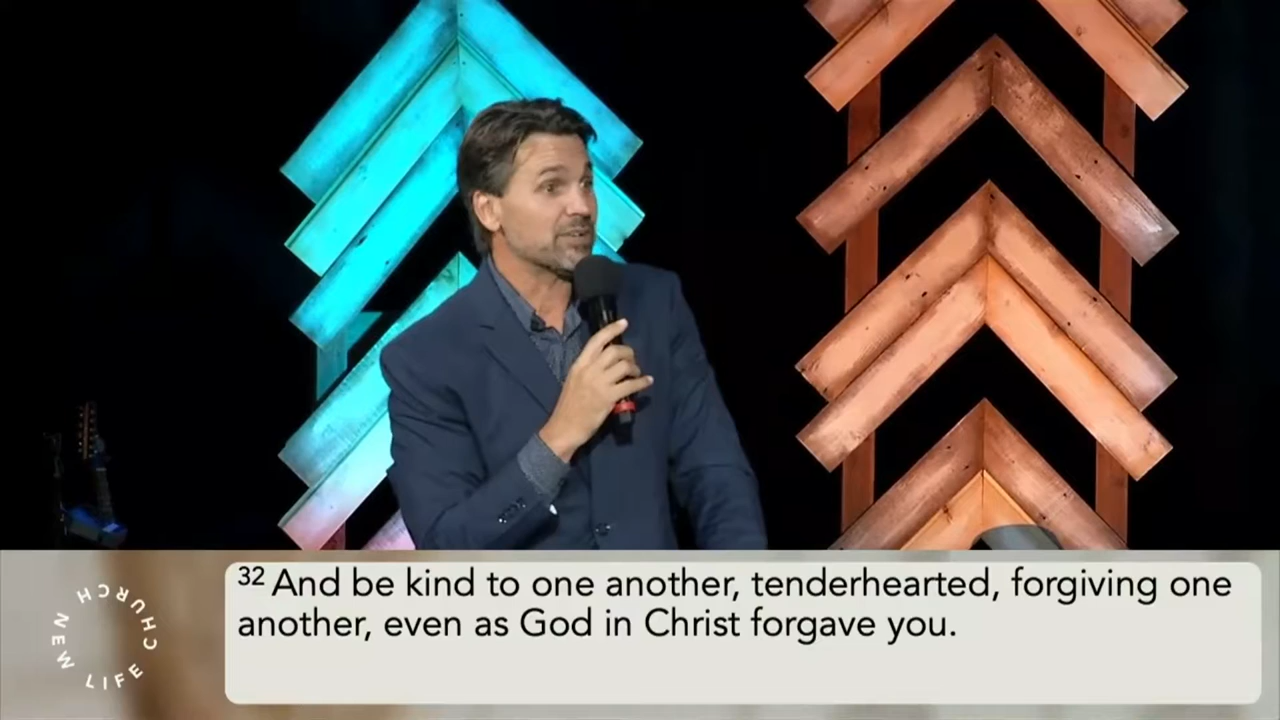 ³² And be kind to one another, tenderhearted, forgiving one
another, even as God in Christ forgave you.
NEW LIFE CHURCH